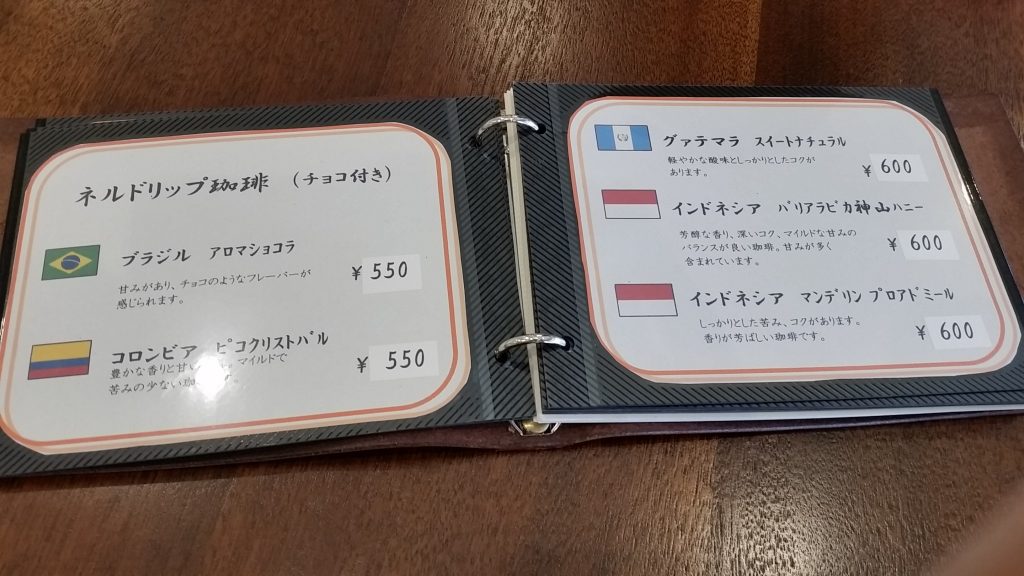 ネルドリップ珈琲 (チョコ付き)
ブラジル アロマショコラ
甘みがあり、チョコのようなフレーバーが
感じられます。
¥ 550
コロンビア ピコクリストバル
豊かな香りと甘い マイルドで
苦みの少ない珈
¥ 550
グァテマラ スイートナチュラル
軽やかな酸味としっかりとしたコクが
あります。
¥ 600
インドネシア バリアラビカ神山ハニー
芳醇な香り、深いコク、マイルドな甘みの
バランスが良い珈琲。甘みが多く
含まれています。
¥ 600
インドネシア マンデリン ブロアドミール
しっかりとした苦み、コクがあります。
香りが芳ばしい珈琲です。
¥ 600